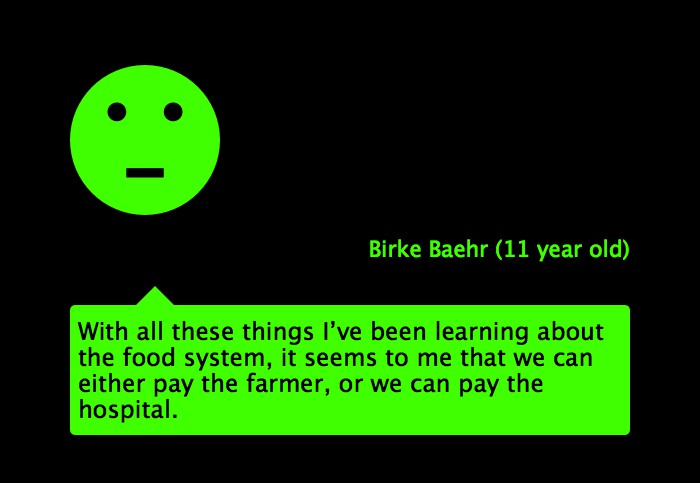 Birke Baehr (11 year old)
With all these things I’ve been learning about
the food system, it seems to me that we can
either pay the farmer, or we can pay the
hospital.